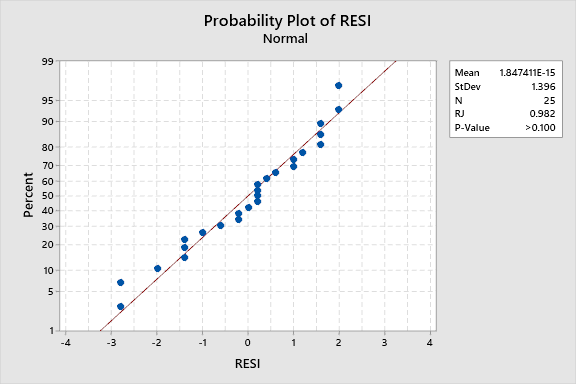 Probability Plot of RESI
Normal
99
95
90
80
70
60
50
40
30
20
10
5
1
Percent
-4 -3 -2 -1 0 1 2 3 4
RESI
Mean 1.847411E-15
StDev 1.396
N 25
RJ 0.982
P-Value >0.100